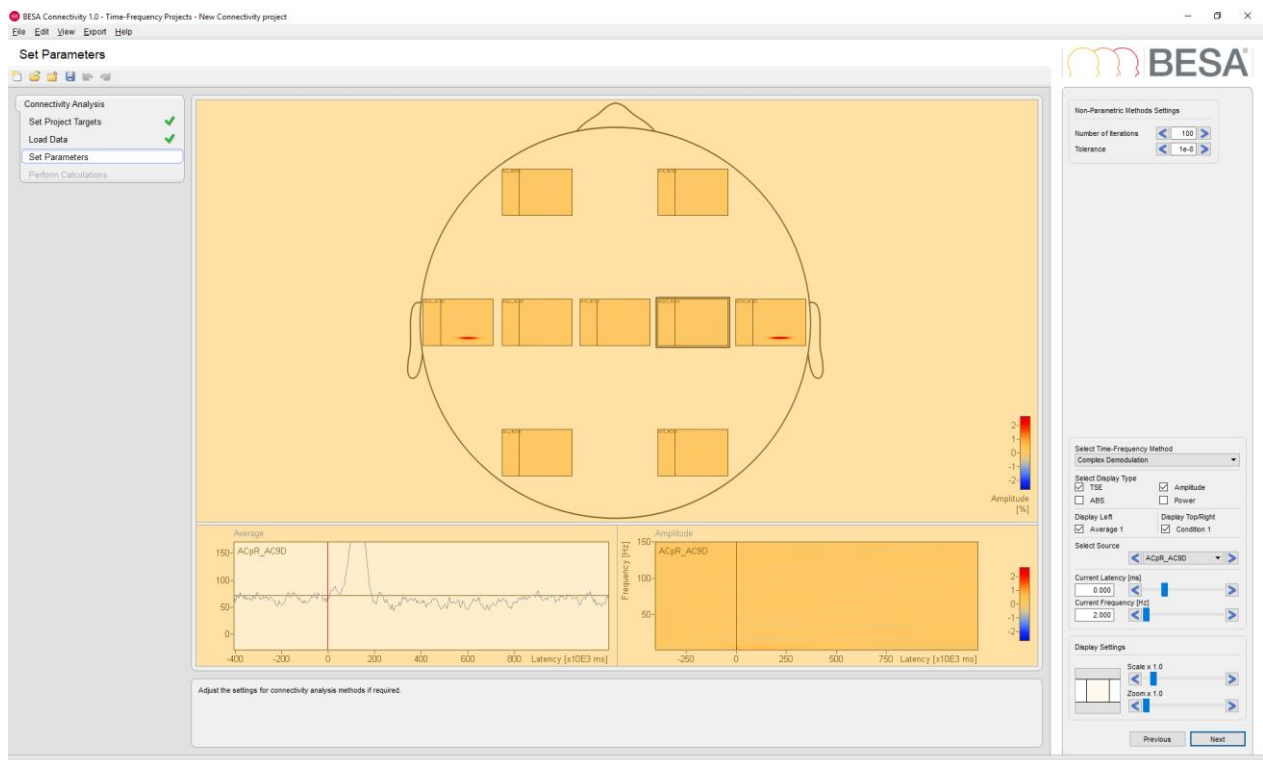 BESA Connectivity 1.0 - Time-Frequency Projects - New Connectivity project
File Edit View Export Help
Set Parameters
BESA
Connectivity Analysis
Set Project Targets
Load Data
Set Parameters
Perform Calculations
2
1
0
-1
-2
Amplitude
[%]
Average
ACpR_AC9D
150
100
50
0
-400 -200 0 200 400 600 800 Latency [x10E3 ms]
Amplitude
ACpR_AC9D
Frequency [Hz]
150
100
50
-250 0 250 500 750 Latency [x10E3 ms]
2
1
0
-1
-2
Adjust the settings for connectivity analysis methods if required.
Non-Parametric Methods Settings
Number of Iterations 100
Tolerance 1e-8
Select Time-Frequency Method
Complex Demodulation
Select Display Type
TSE Amplitude
ABS Power
Display Left Display Top/Right
Average 1 Condition 1
Select Source
ACpR_AC9D
Current Latency [ms]
0.000
Current Frequency [Hz]
2.000
Display Settings
Scale x 1.0
Zoom x 1.0
Previous Next